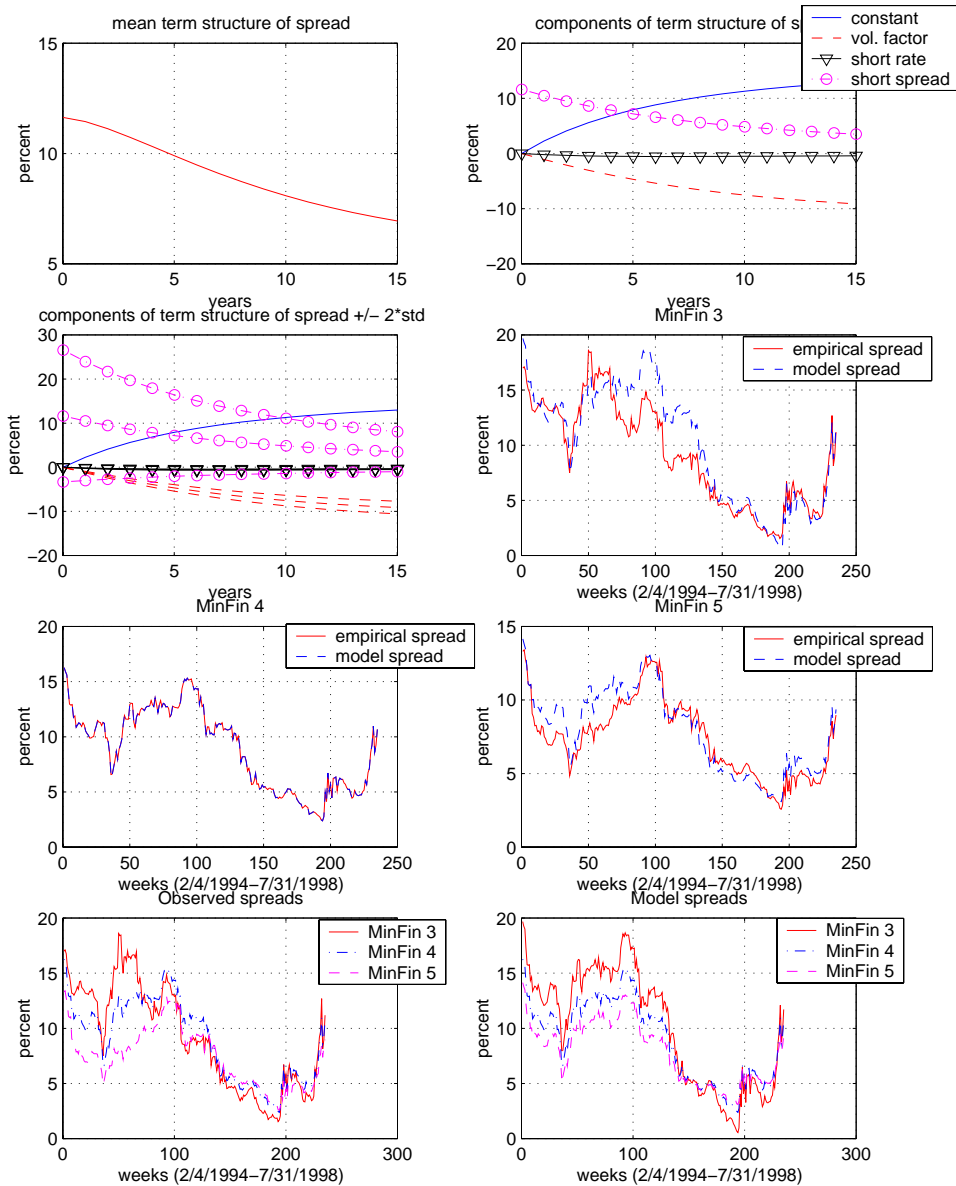 mean term structure of spread
15
10
5
percent
0 5 10 15
years
components of term structure of sp
20
10
0
−10
−20
percent
0 5 10 15
years
constant
vol. factor
short rate
short spread
components of term structure of spread +/− 2*std
30
20
10
0
−10
−20
percent
0 5 10 15
years
MinFin 3
20
15
10
5
0
percent
0 50 100 150 200 250
weeks (2/4/1994−7/31/1998)
empirical spread
model spread
MinFin 4
20
15
10
5
0
percent
0 50 100 150 200 250
weeks (2/4/1994−7/31/1998)
empirical spread
model spread
MinFin 5
15
10
5
0
percent
0 50 100 150 200 250
weeks (2/4/1994−7/31/1998)
empirical spread
model spread
Observed spreads
20
15
10
5
0
percent
0 100 200 300
weeks (2/4/1994−7/31/1998)
MinFin 3
MinFin 4
MinFin 5
Model spreads
20
15
10
5
0
percent
0 100 200 300
weeks (2/4/1994−7/31/1998)
MinFin 3
MinFin 4
MinFin 5